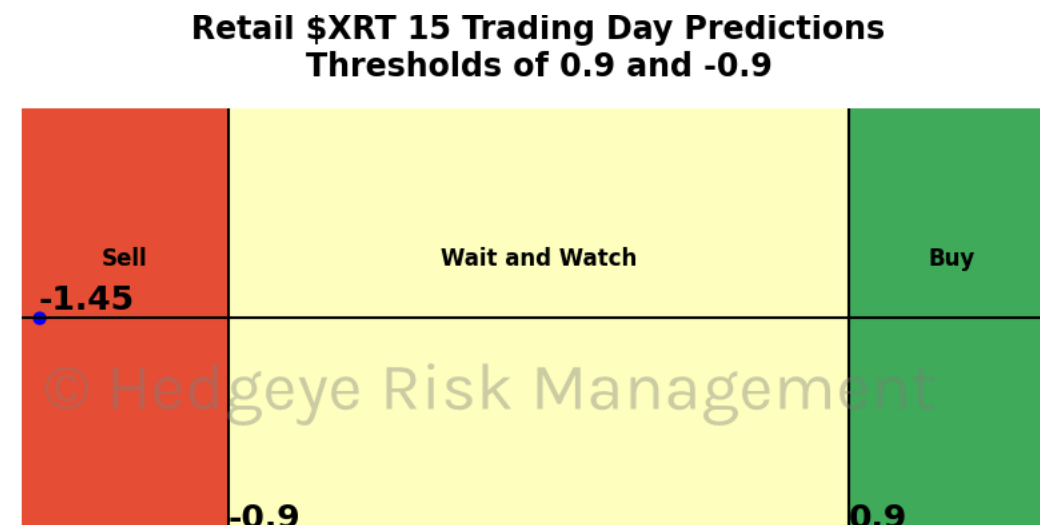 Retail $XRT 15 Trading Day Predictions
Thresholds of 0.9 and -0.9
Sell
Wait and Watch
Buy
-1.45
© Hedgeye Risk Management
-0.9
0.9